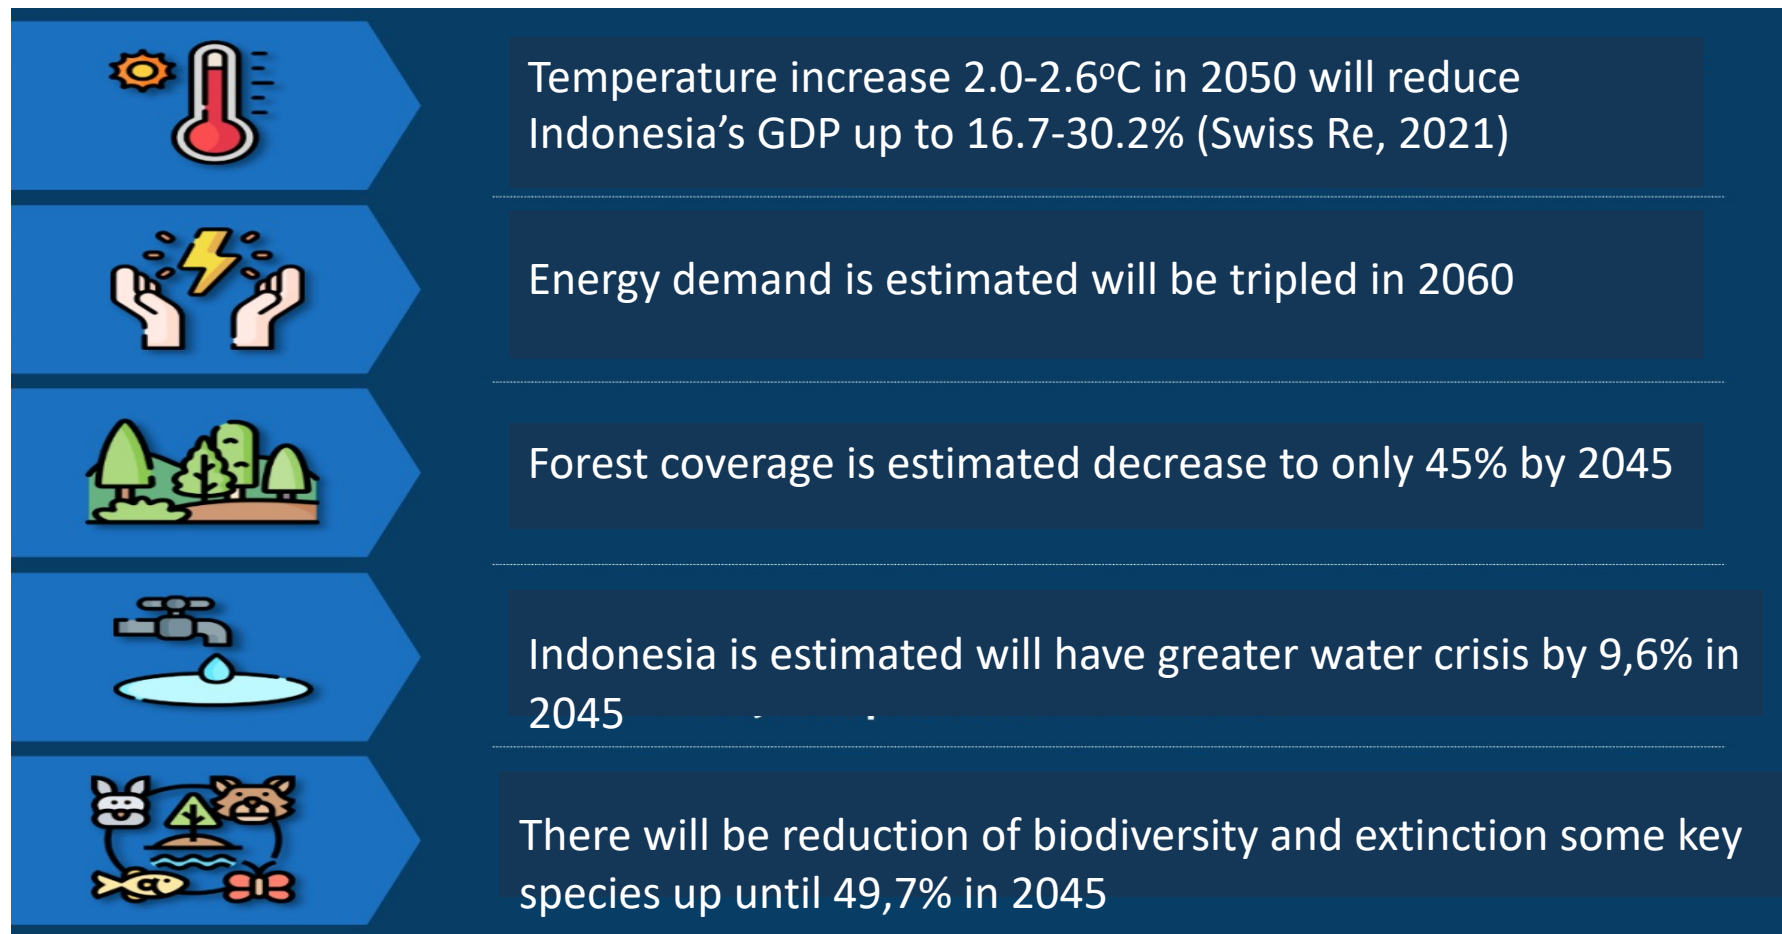 Temperature increase 2.0-2.6°C in 2050 will reduce
Indonesia’s GDP up to 16.7-30.2% (Swiss Re, 2021)
Energy demand is estimated will be tripled in 2060
Forest coverage is estimated decrease to only 45% by 2045
Indonesia is estimated will have greater water crisis by 9,6% in
2045
There will be reduction of biodiversity and extinction some key
species up until 49,7% in 2045